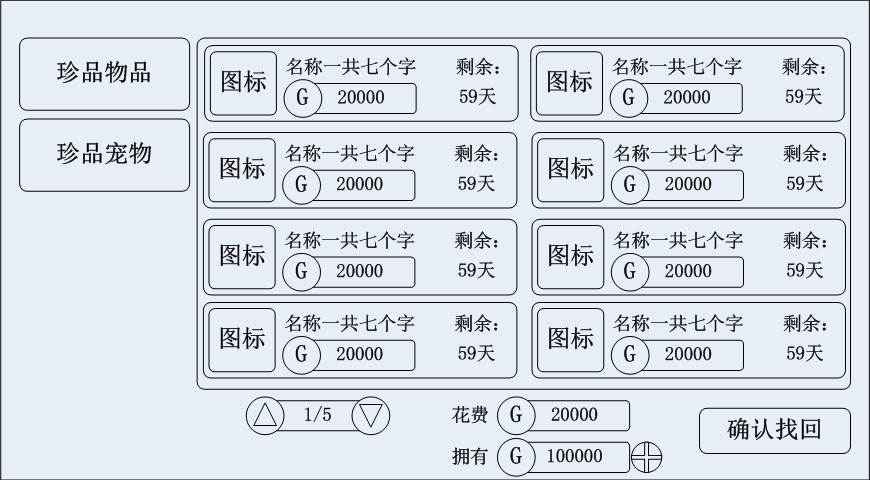 珍品物品
珍品宠物
图标
名称一共七个字
剩余：
G
20000
59天
图标
名称一共七个字
剩余：
G
20000
59天
图标
名称一共七个字
剩余：
G
20000
59天
图标
名称一共七个字
剩余：
G
20000
59天
图标
名称一共七个字
剩余：
G
20000
59天
图标
名称一共七个字
剩余：
G
20000
59天
图标
名称一共七个字
剩余：
G
20000
59天
图标
名称一共七个字
剩余：
G
20000
59天
1/5
花费 G 20000
拥有 G 100000
确认找回